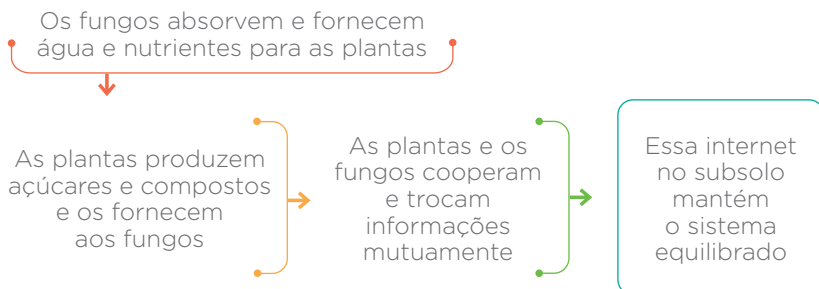 Os fungos absorvem e fornecem
água e nutrientes para as plantas
As plantas produzem
açúcares e compostos
e os fornecem
aos fungos
As plantas e os
fungos cooperam
e trocam
informações
mutuamente
Essa internet
no subsolo
mantém
o sistema
equilibrado